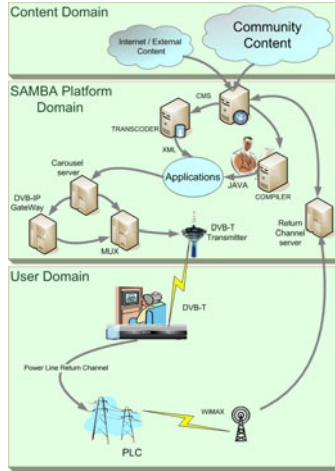 Content Domain
Community
Content
Internet / External
Content
SAMBA Platform
Domain
CMS
TRANSCODER
XML
Carousel
server
Applications
JAVA
COMPILER
DVB-IP
GateWay
DVB-T
Transmitter
MUX
Return
Channel
server
User Domain
DVB-T
Power Line Return Channel
WIMAX
PLC